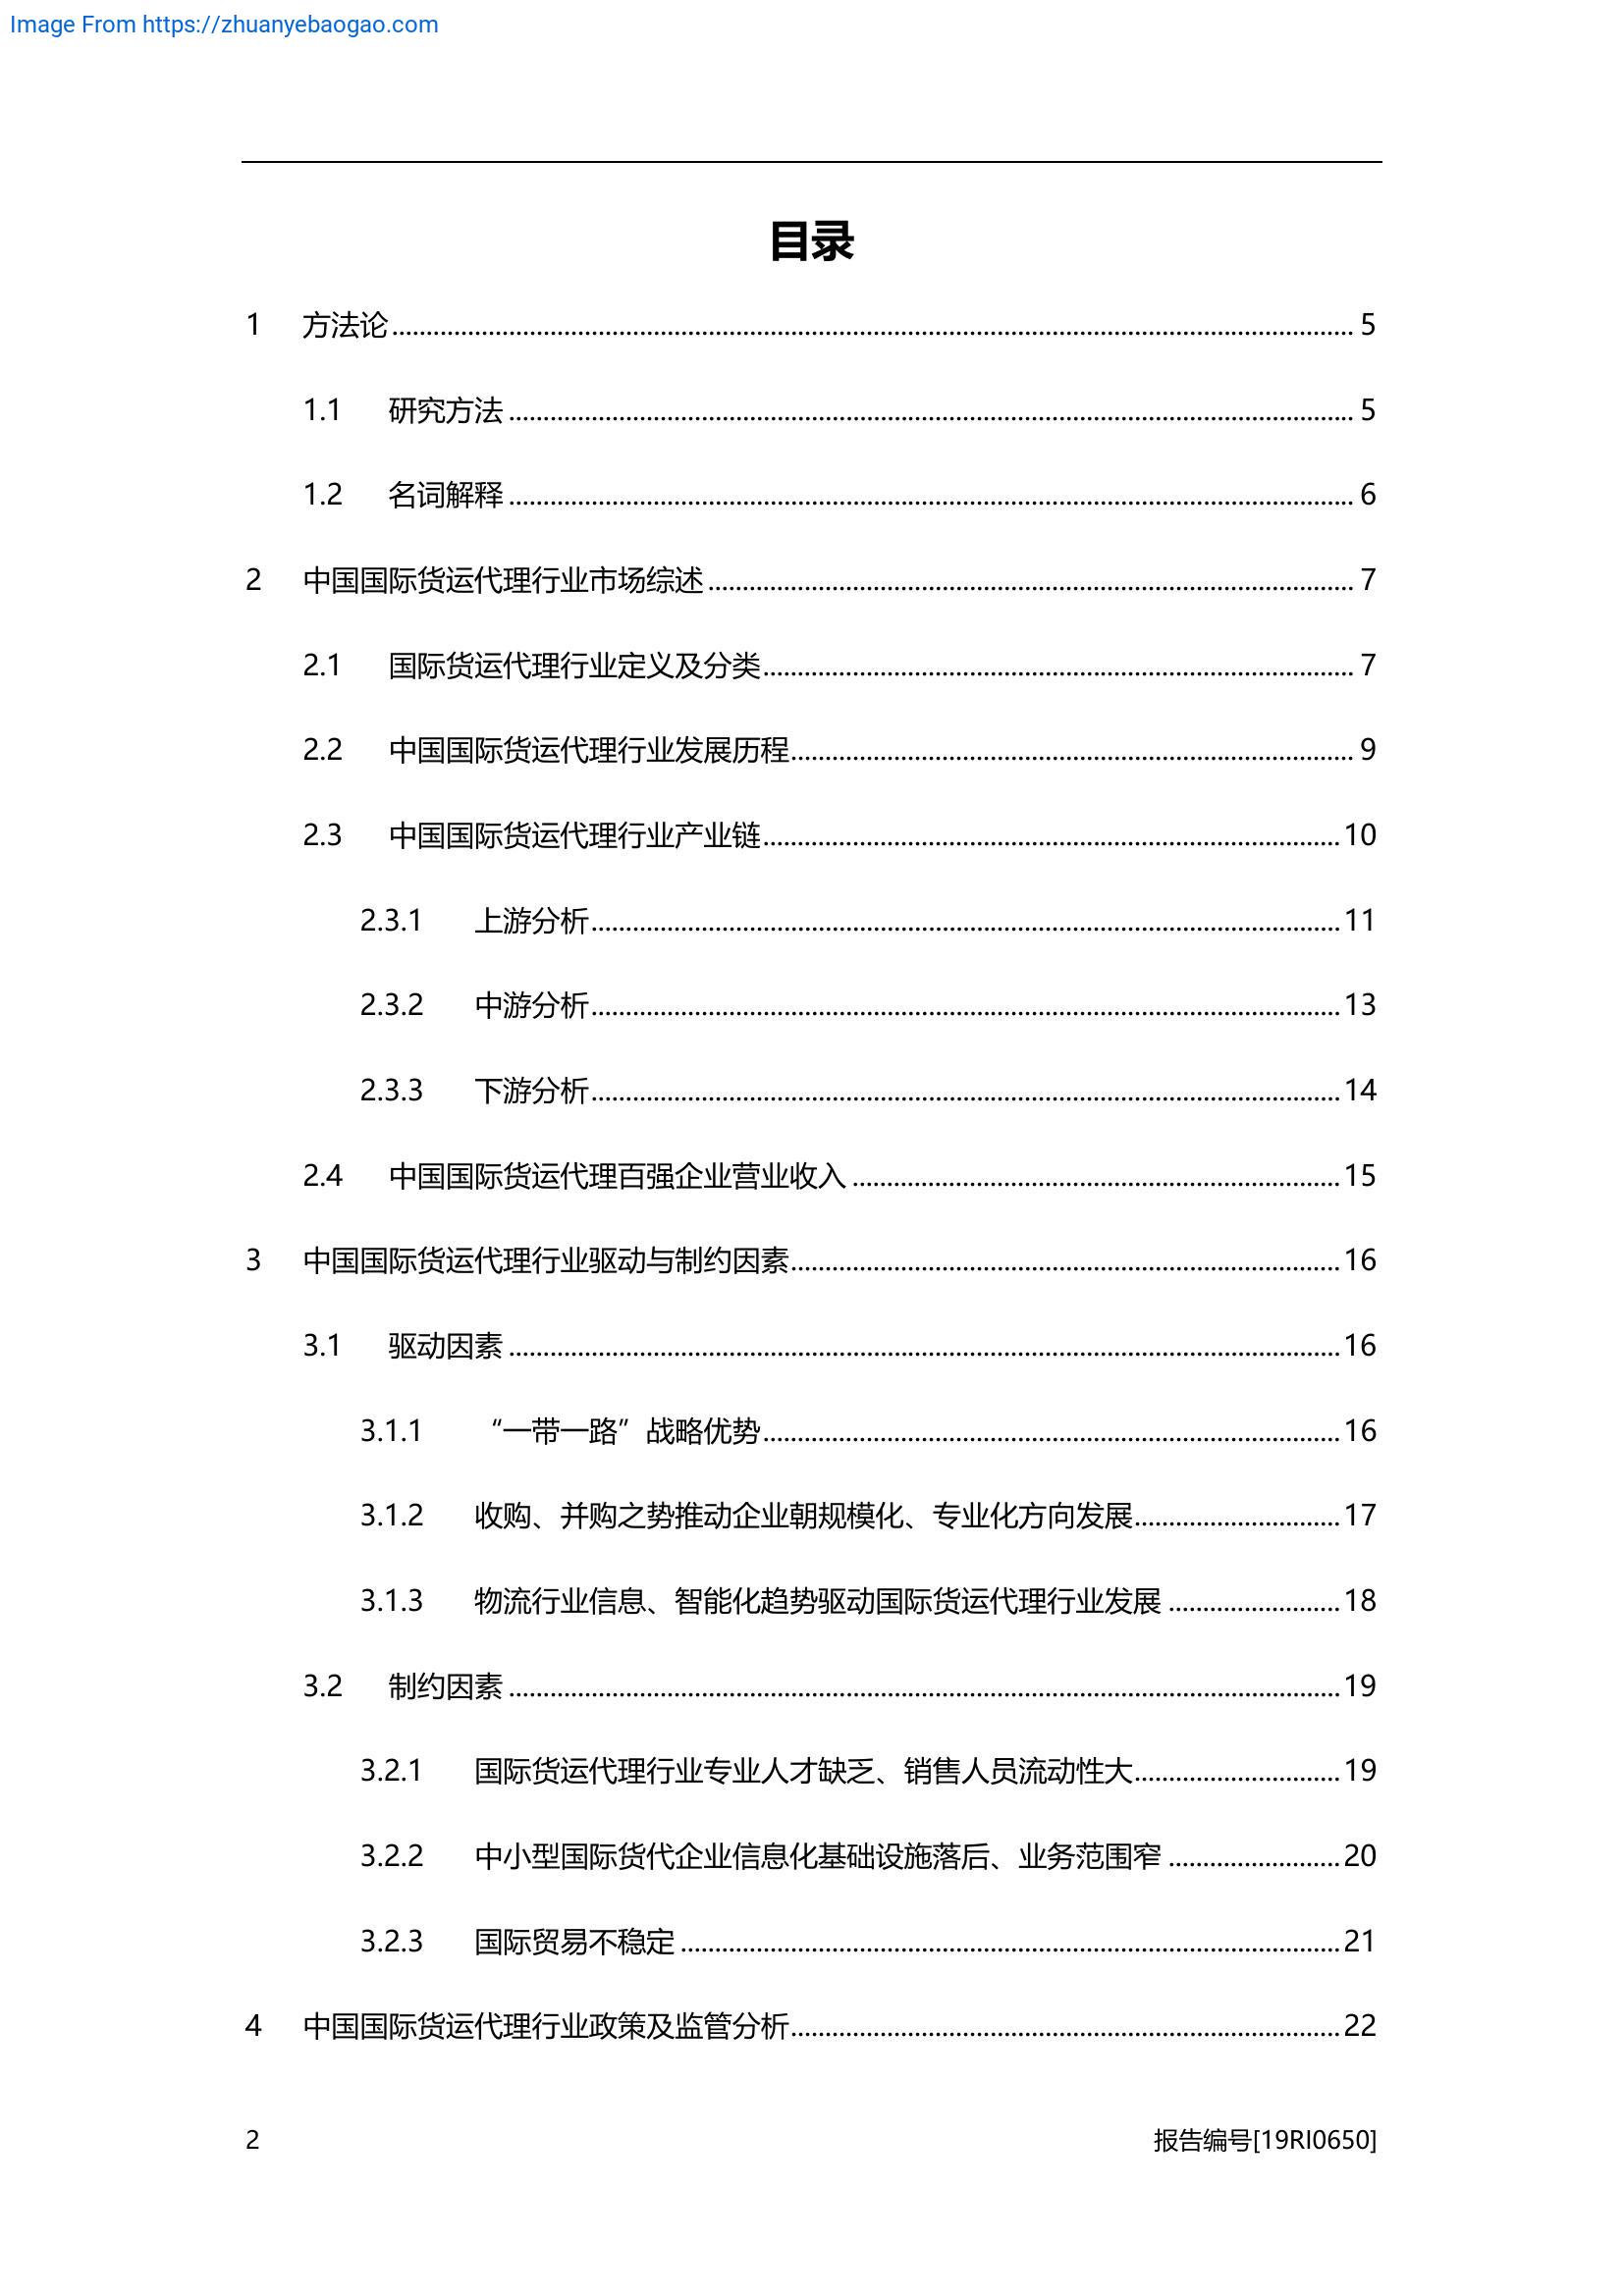 Image From https://zhuanyebaogao.com
目录
1 方法论 5
1.1 研究方法 5
1.2 名词解释 6
2 中国国际货运代理行业市场综述 7
2.1 国际货运代理行业定义及分类 7
2.2 中国国际货运代理行业发展历程 9
2.3 中国国际货运代理行业产业链 10
2.3.1 上游分析 11
2.3.2 中游分析 13
2.3.3 下游分析 14
2.4 中国国际货运代理百强企业营业收入 15
3 中国国际货运代理行业驱动与制约因素 16
3.1 驱动因素 16
3.1.1 “一带一路”战略优势 16
3.1.2 收购、并购之势推动企业朝规模化、专业化方向发展 17
3.1.3 物流行业信息、智能化趋势驱动国际货运代理行业发展 18
3.2 制约因素 19
3.2.1 国际货运代理行业专业人才缺乏、销售人员流动性大 19
3.2.2 中小型国际货代企业信息化基础设施落后、业务范围窄 20
3.2.3 国际贸易不稳定 21
4 中国国际货运代理行业政策及监管分析 22
2 报告编号[19RI0650]